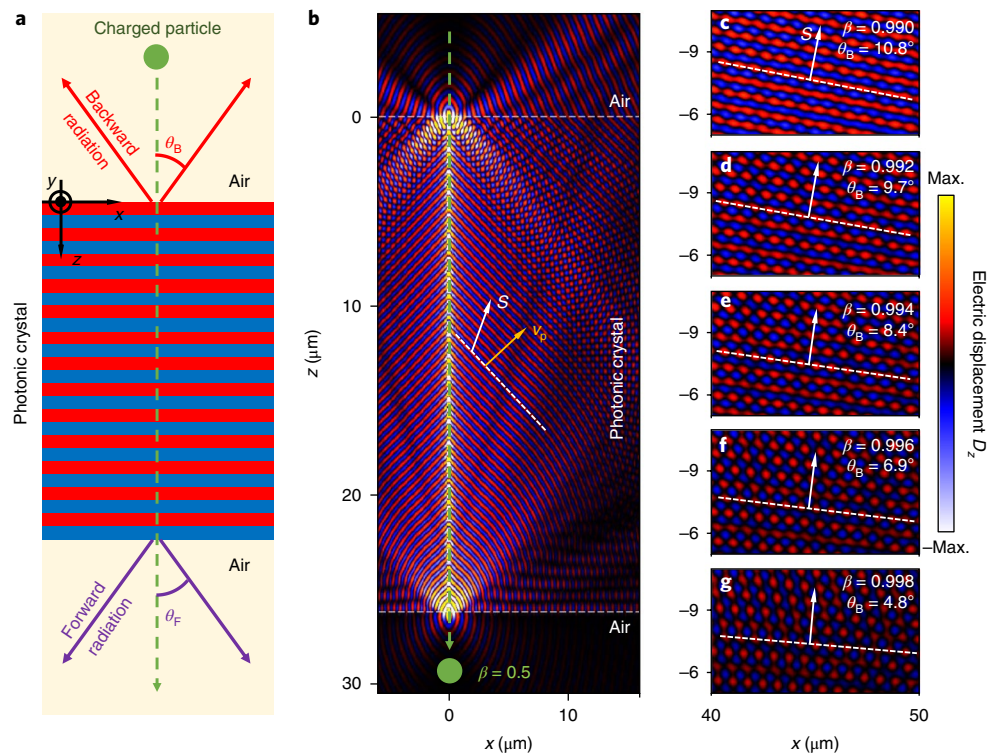 a
Charged particle
Backward
radiation
θB
Air
y
x
z
Photonic crystal
Air
Forward
radiation
θF
b
Air
0
10
20
30
z (μm)
S
vp
Photonic crystal
Air
β = 0.5
0
10
x (μm)
c
S
β = 0.990
θB = 10.8°
–9
–6
d
β = 0.992
θB = 9.7°
–9
–6
e
β = 0.994
θB = 8.4°
–9
–6
f
β = 0.996
θB = 6.9°
–9
–6
g
β = 0.998
θB = 4.8°
–9
–6
40
50
x (μm)
Max.
Electric displacement Dz
–Max.